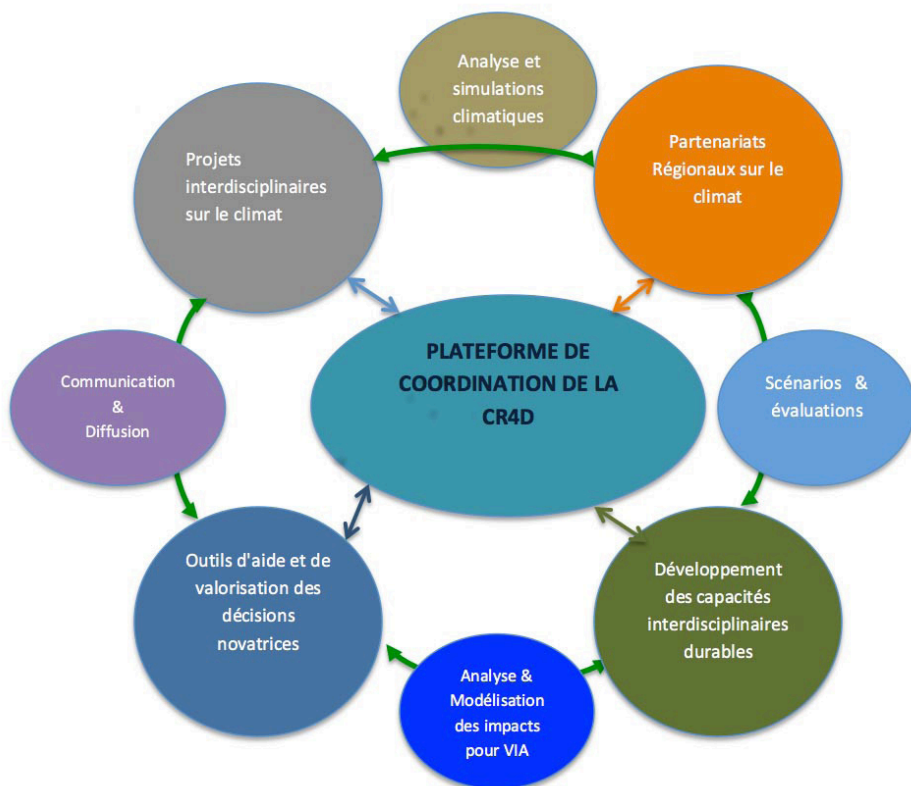 Analyse et
simulations
climatiques
Projets
interdisciplinaires
sur le climat
Partenariats
Régionaux sur le
climat
PLATEFORME DE
COORDINATION DE LA
CR4D
Communication
&
Diffusion
Scénarios &
évaluations
Outils d'aide et de
valorisation des
décisions
novatrices
Développement
des capacités
interdisciplinaires
durables
Analyse &
Modélisation
des impacts
pour VIA